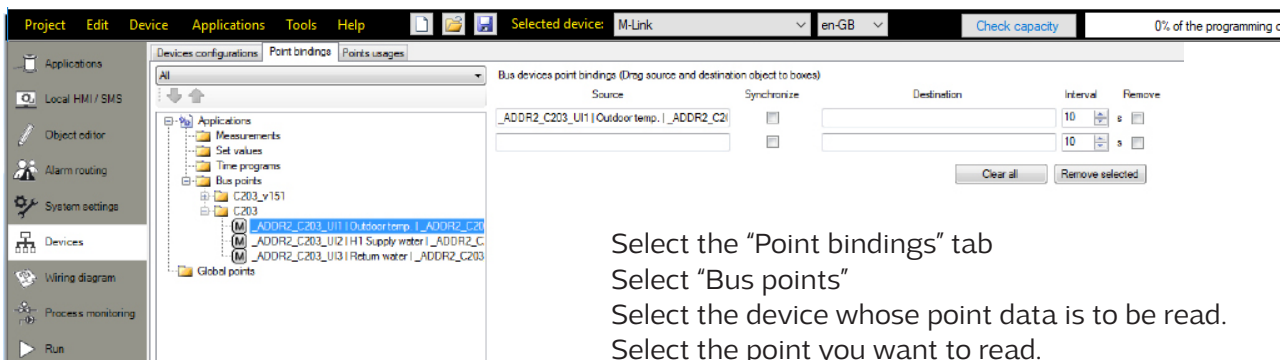 Project Edit Device Applications Tools Help Selected device: M-Link en-GB Check capacity 0% of the programming
Devices configurations Point bindings Points usages
Applications
Local HMI / SMS
Object editor
Alarm routing
System settings
Devices
Wiring diagram
Process monitoring
Run
All
Applications
Measurements
Set values
Time programs
Bus points
C203_v151
C203
M _ADDR2_C203_UI1 | Outdoor temp. | _ADDR2_C20
M _ADDR2_C203_UI2 | H1 Supply water | _ADDR2_C
M _ADDR2_C203_UI3 | Return water | _ADDR2_C203
Global points
Bus devices point bindings (Drag source and destination object to boxes)
Source Synchronize Destination Interval Remove
_ADDR2_C203_UI1 | Outdoor temp. | _ADDR2_C2 10 s
10 s
Clear all Remove selected
Select the “Point bindings” tab
Select “Bus points”
Select the device whose point data is to be read.
Select the point you want to read.